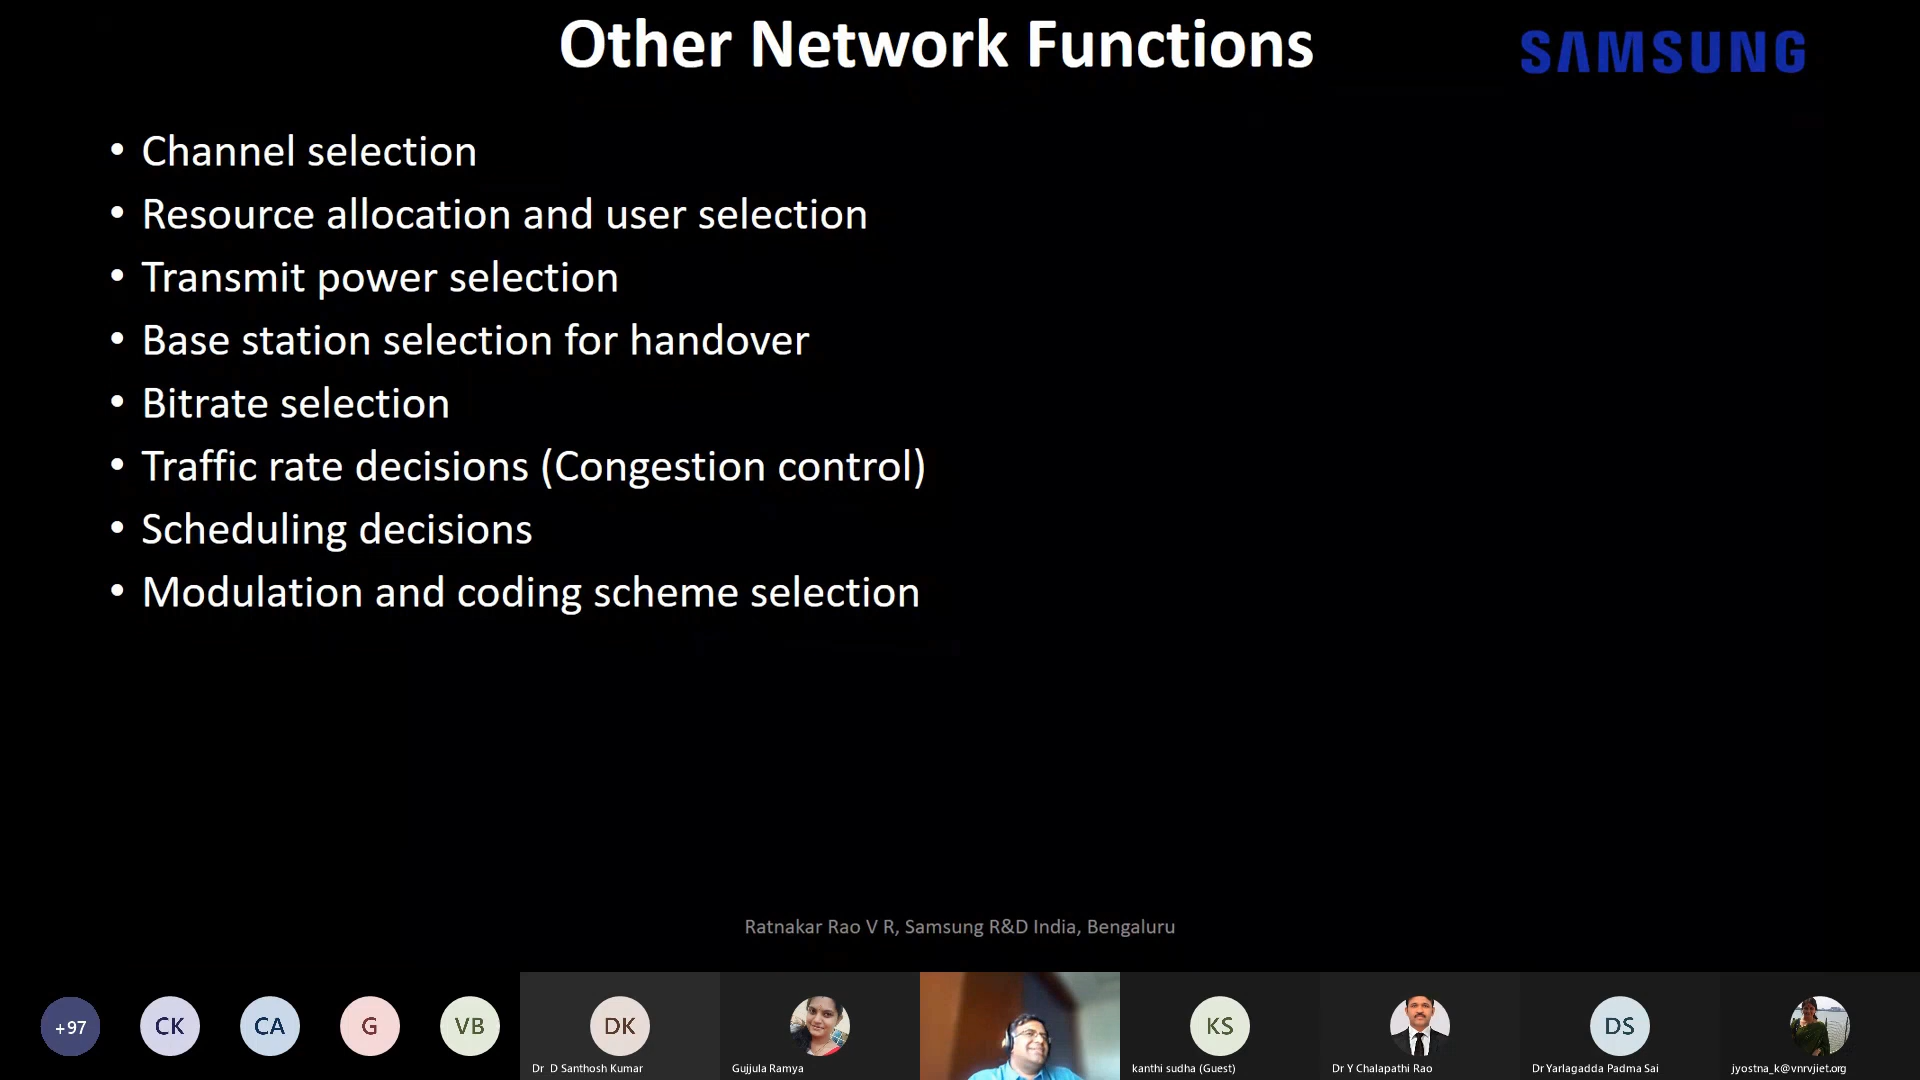 Other Network Functions
SAMSUNG
• Channel selection
• Resource allocation and user selection
• Transmit power selection
• Base station selection for handover
• Bitrate selection
• Traffic rate decisions (Congestion control)
• Scheduling decisions
• Modulation and coding scheme selection
Ratnakar Rao V R, Samsung R&D India, Bengaluru
+97
CK
CA
G
VB
DK
KS
DS
Dr D Santhosh Kumar
Gujjula Ramya
kanthi sudha (Guest)
Dr Y Chalapathi Rao
Dr Yarlagadda Padma Sai
jyostna_k@vnrvjiet.org